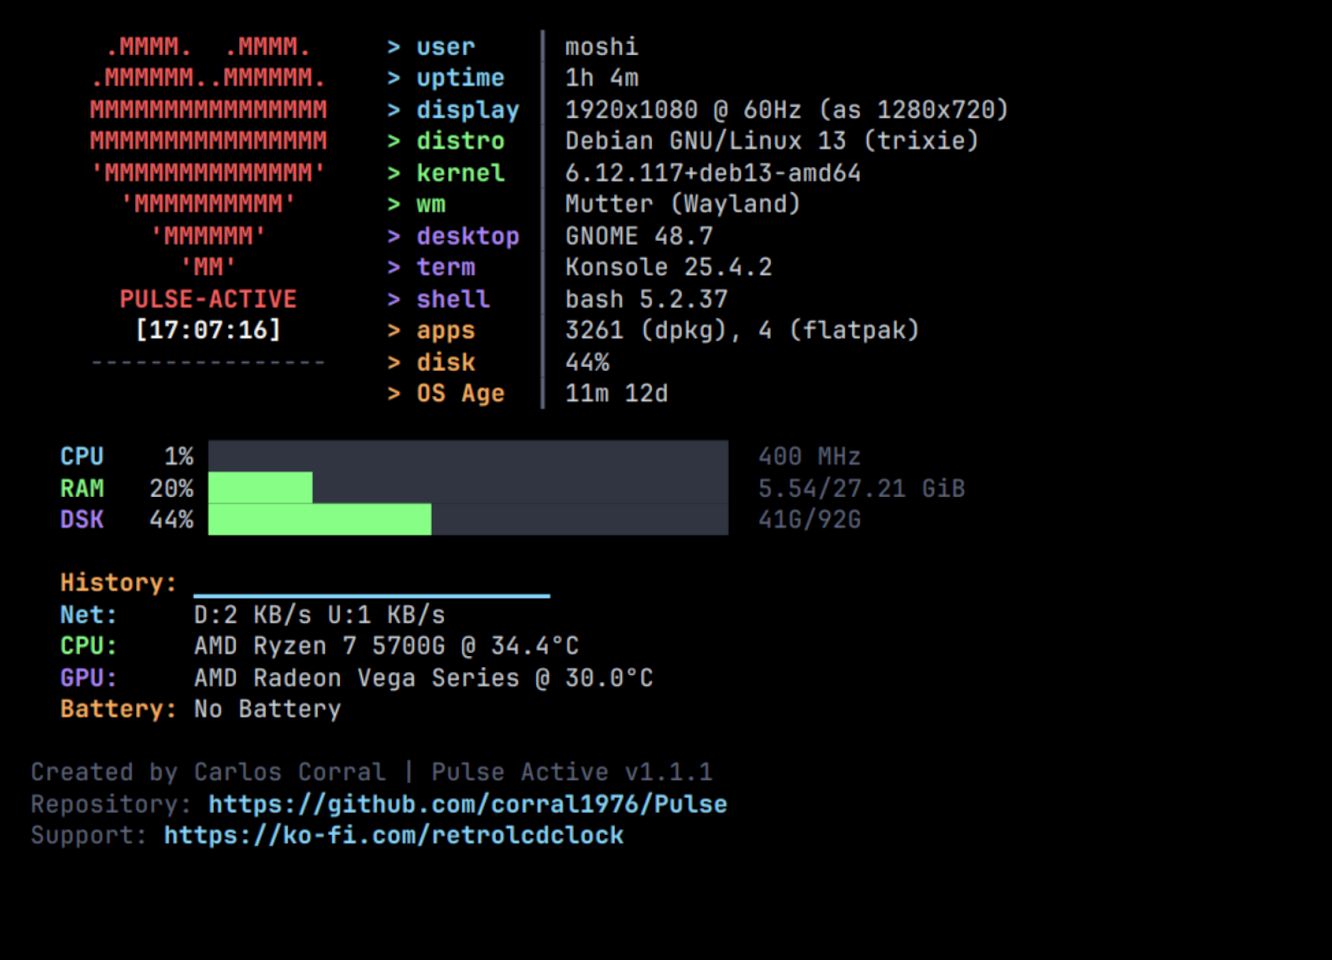 .MMMM.  .MMMM.    > user    │ moshi
.MMMMMM..MMMMMM.    > uptime  │ 1h 4m
MMMMMMMMMMMMMMMM    > display │ 1920x1080 @ 60Hz (as 1280x720)
MMMMMMMMMMMMMMMM    > distro  │ Debian GNU/Linux 13 (trixie)
'MMMMMMMMMMMMMM'    > kernel  │ 6.12.117+deb13-amd64
'MMMMMMMMMM'      > wm      │ Mutter (Wayland)
'MMMMMM'        > desktop │ GNOME 48.7
'MM'          > term    │ Konsole 25.4.2
PULSE-ACTIVE      > shell   │ bash 5.2.37
[17:07:16]       > apps    │ 3261 (dpkg), 4 (flatpak)
----------------    > disk    │ 44%
> OS Age  │ 11m 12d
CPU    1%    400 MHz
RAM   20%    5.54/27.21 GiB
DSK   44%    41G/92G
History:
Net:     D:2 KB/s U:1 KB/s
CPU:     AMD Ryzen 7 5700G @ 34.4°C
GPU:     AMD Radeon Vega Series @ 30.0°C
Battery: No Battery
Created by Carlos Corral | Pulse Active v1.1.1
Repository: https://github.com/corral1976/Pulse
Support: https://ko-fi.com/retrolcdclock